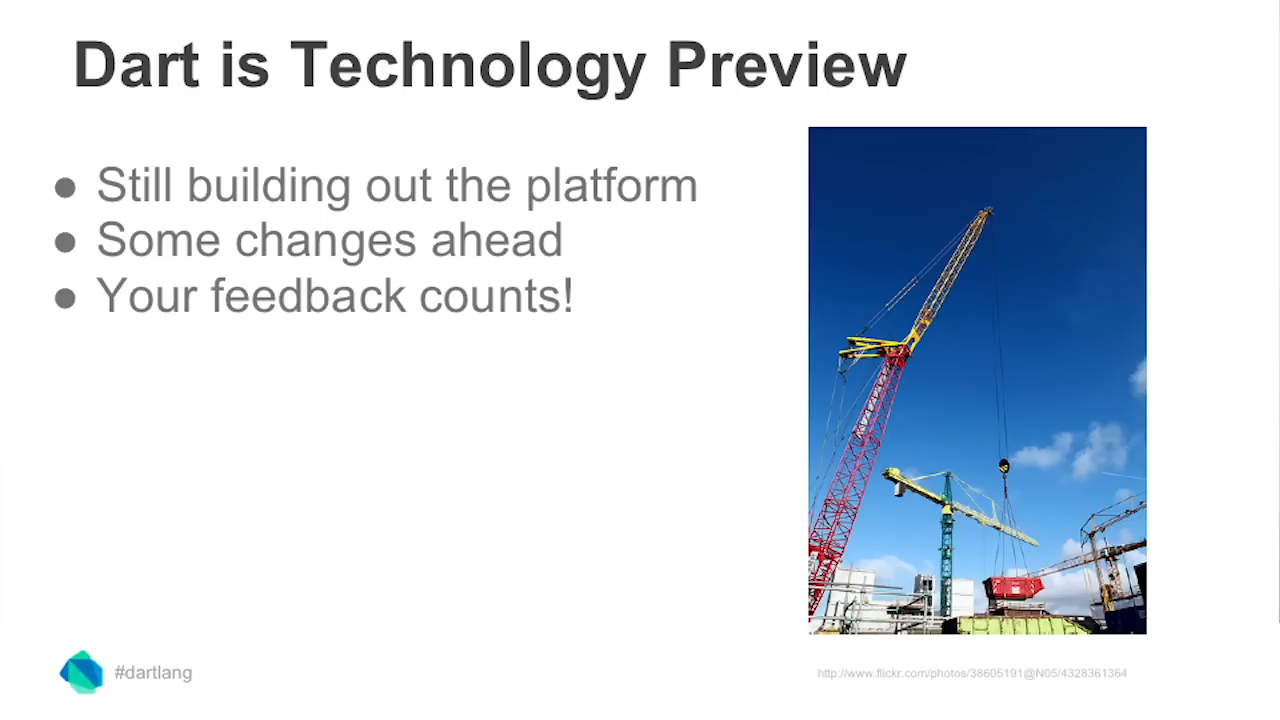 Dart is Technology Preview
● Still building out the platform
● Some changes ahead
● Your feedback counts!
#dartlang
http://www.flickr.com/photos/38605191@N05/4328361364